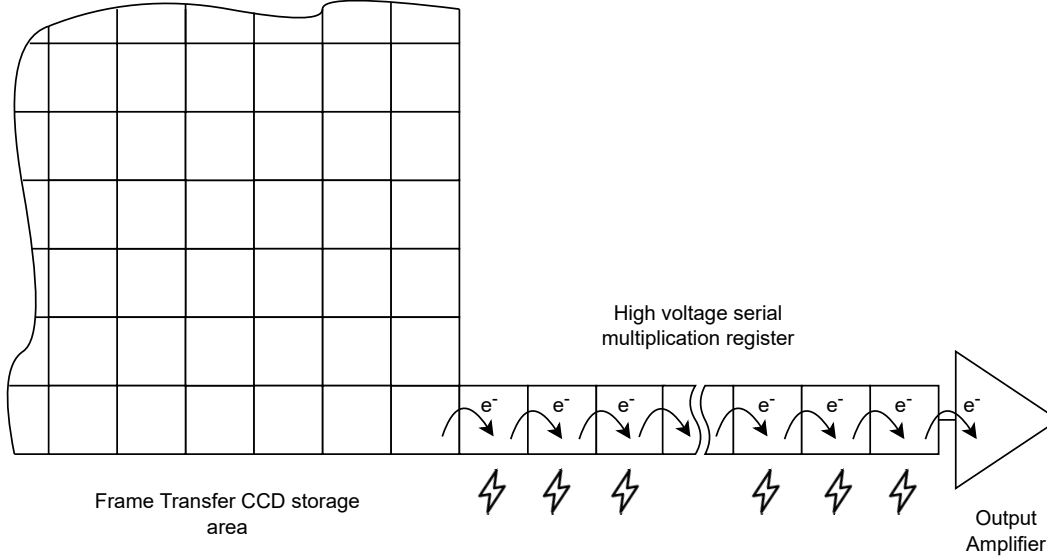 High voltage serial
multiplication register
e⁻ e⁻ e⁻ e⁻ e⁻ e⁻ e⁻
Frame Transfer CCD storage
area
Output
Amplifier